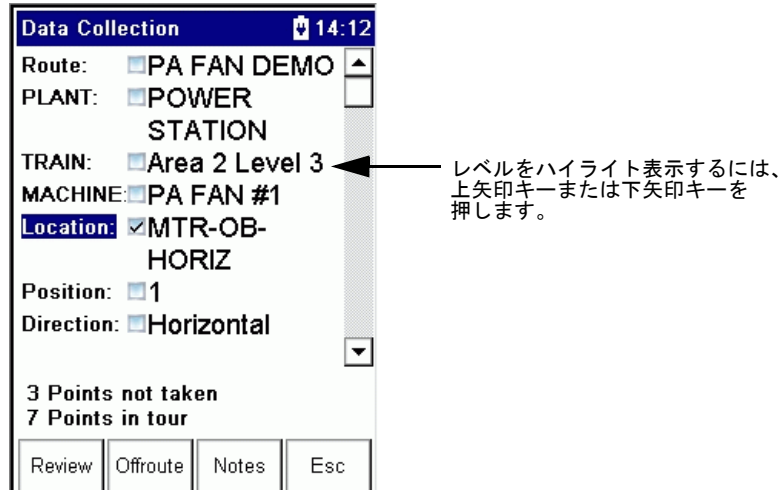 Data Collection 14:12
Route: PA FAN DEMO
PLANT: POWER
STATION
TRAIN: Area 2 Level 3
MACHINE: PA FAN #1
Location: MTR-OB-
HORIZ
Position: 1
Direction: Horizontal
3 Points not taken
7 Points in tour
Review Offroute Notes Esc
レベルをハイライト表示するには、
上矢印キーまたは下矢印キーを
押します。